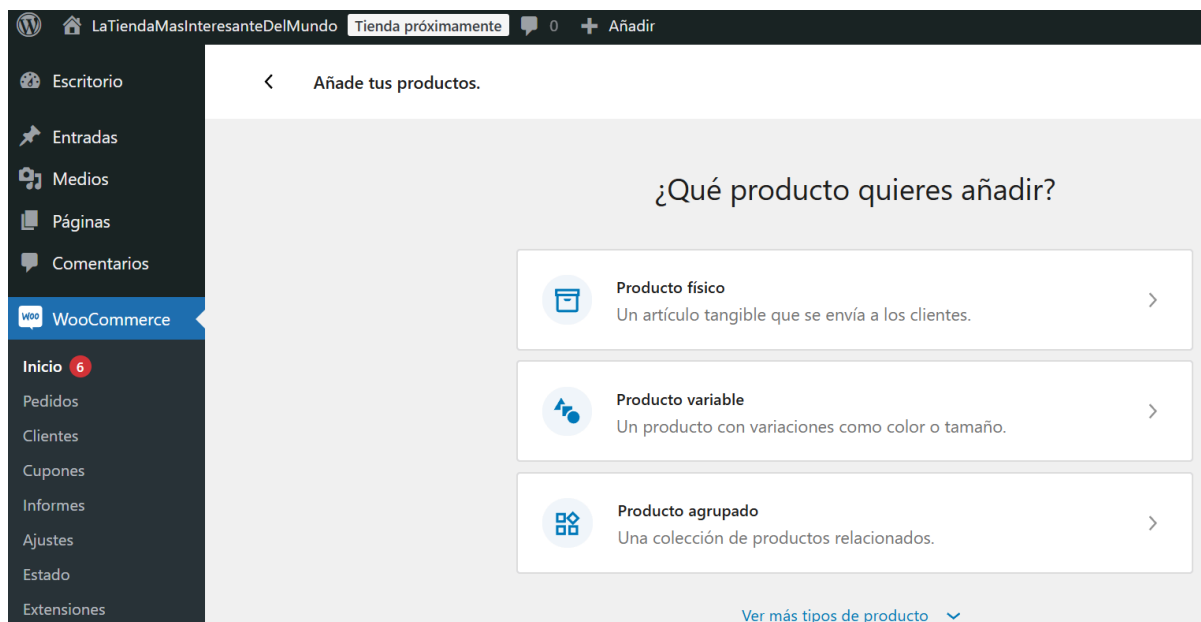 LaTiendaMasInteresanteDelMundo Tienda próximamente 0 Añadir
Escritorio
Entradas
Medios
Páginas
Comentarios
Woo WooCommerce
Inicio 6
Pedidos
Clientes
Cupones
Informes
Ajustes
Estado
Extensiones
Añade tus productos.
¿Qué producto quieres añadir?
Producto físico
Un artículo tangible que se envía a los clientes.
Producto variable
Un producto con variaciones como color o tamaño.
Producto agrupado
Una colección de productos relacionados.
Ver más tipos de producto